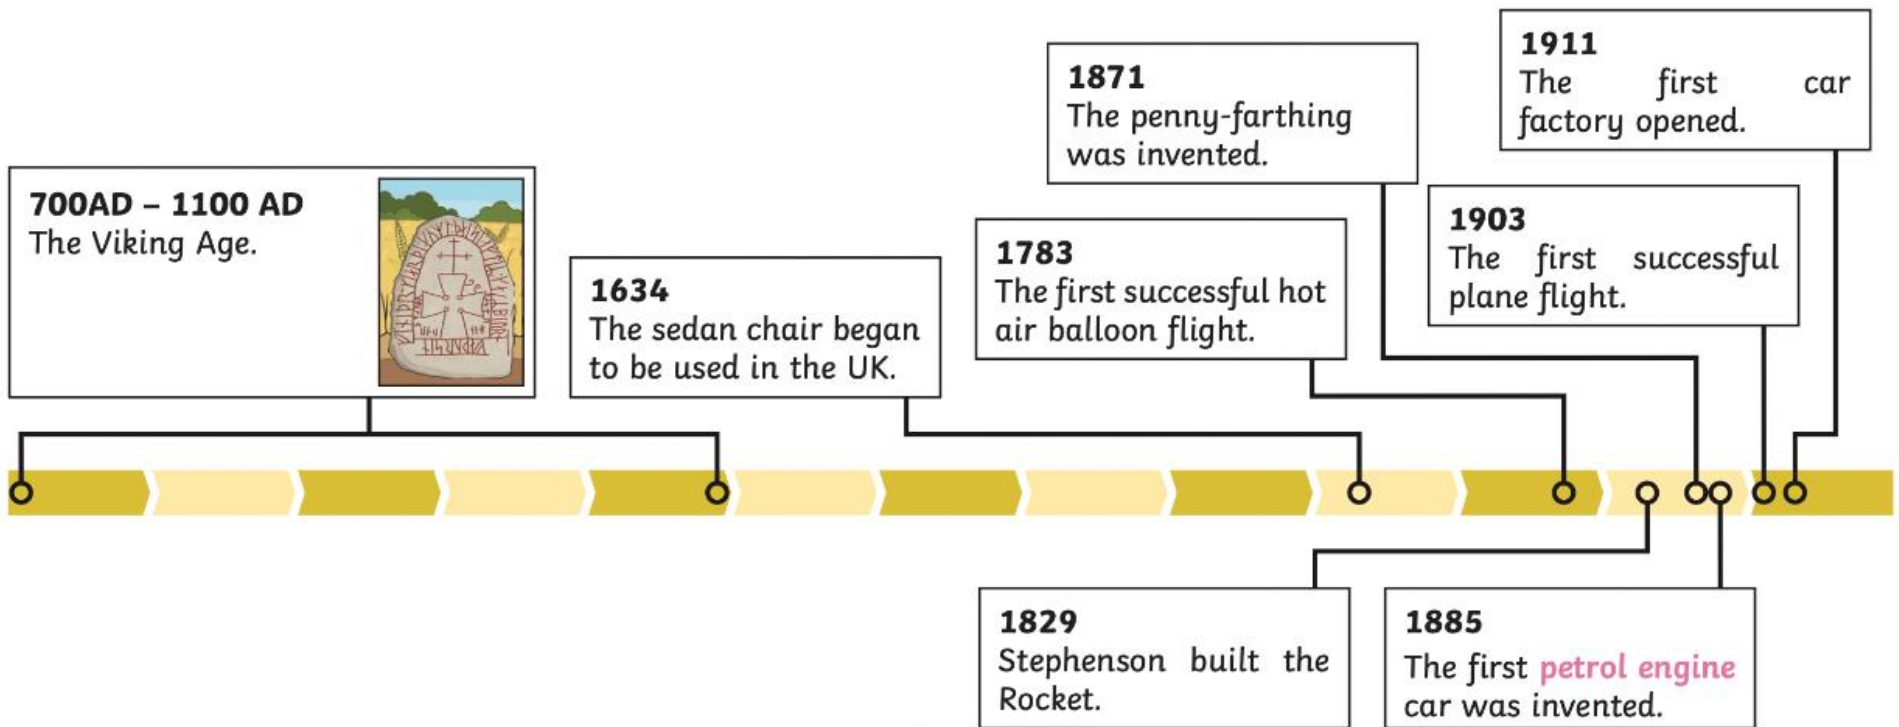 700AD – 1100 AD
The Viking Age.
1634
The sedan chair began
to be used in the UK.
1783
The first successful hot
air balloon flight.
1871
The penny-farthing
was invented.
1903
The first successful
plane flight.
1911
The first car
factory opened.
1829
Stephenson built the
Rocket.
1885
The first petrol engine
car was invented.